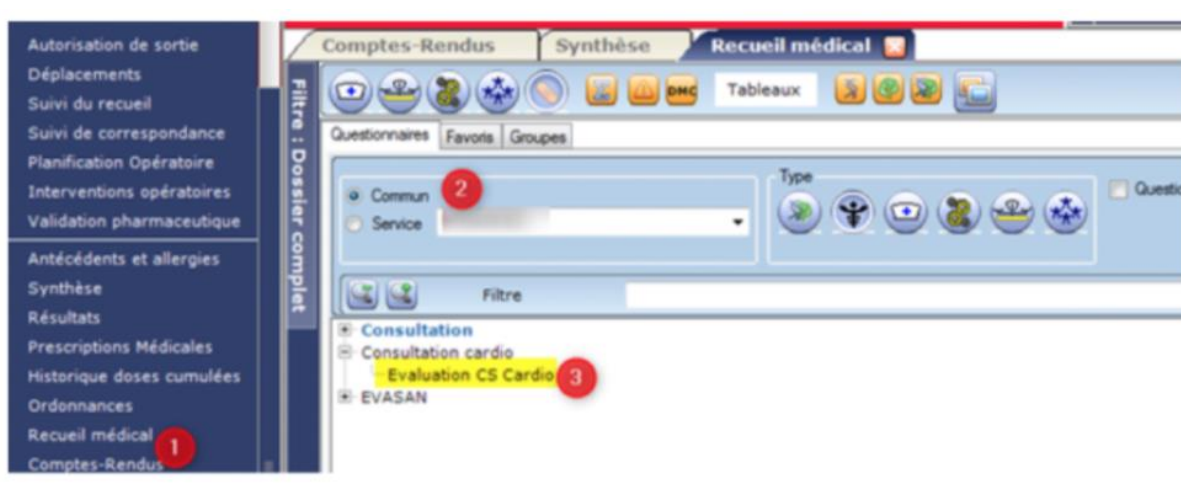 Autorisation de sortie
Déplacements
Suivi du recueil
Suivi de correspondance
Planification Opératoire
Interventions opératoires
Validation pharmaceutique
Antécédents et allergies
Synthèse
Résultats
Prescriptions Médicales
Historique doses cumulées
Ordonnances
Recueil médical
1
Comptes-Rendus
Filtre : Dossier complet
Comptes-Rendus Synthèse Recueil médical
DMC Tableaux
Questionnaires Favoris Groupes
Commun 2
Service
Type
Questio
Filtre
Consultation
Consultation cardio
Evaluation CS Cardio 3
EVASAN